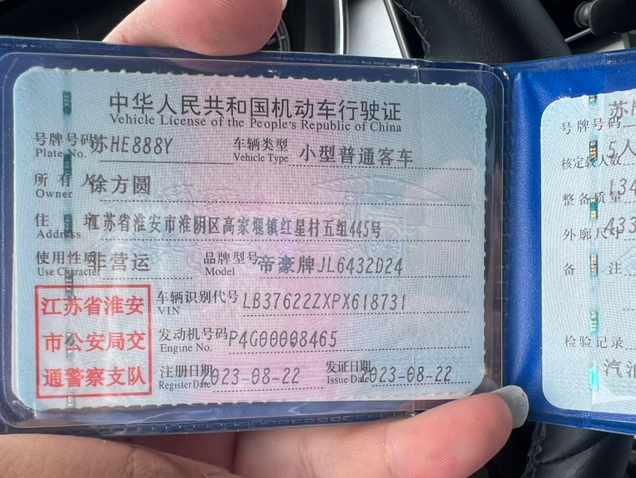 中华人民共和国机动车行驶证
Vehicle License of the People's Republic of China
号牌号码 苏HE888Y 车辆类型 小型普通客车
Plate No. Vehicle Type
所有人 徐方圆
Owner
住 江苏省淮安市淮阴区高家堰镇红星村五组445号
Address
使用性质 非营运 品牌型号 帝豪牌JL6432D24
Use Character Model
江苏省淮安
市公安局交
通警察支队
车辆识别代号 LB37622ZXPX618731
VIN
发动机号码 P4G00008465
Engine No.
注册日期 023-08-22 发证日期 023-08-22
Register Date Issue Date
号牌号码 苏
核定载人数 5人
整备质量 134
外廓尺寸 433
备 注
检验记录
汽油